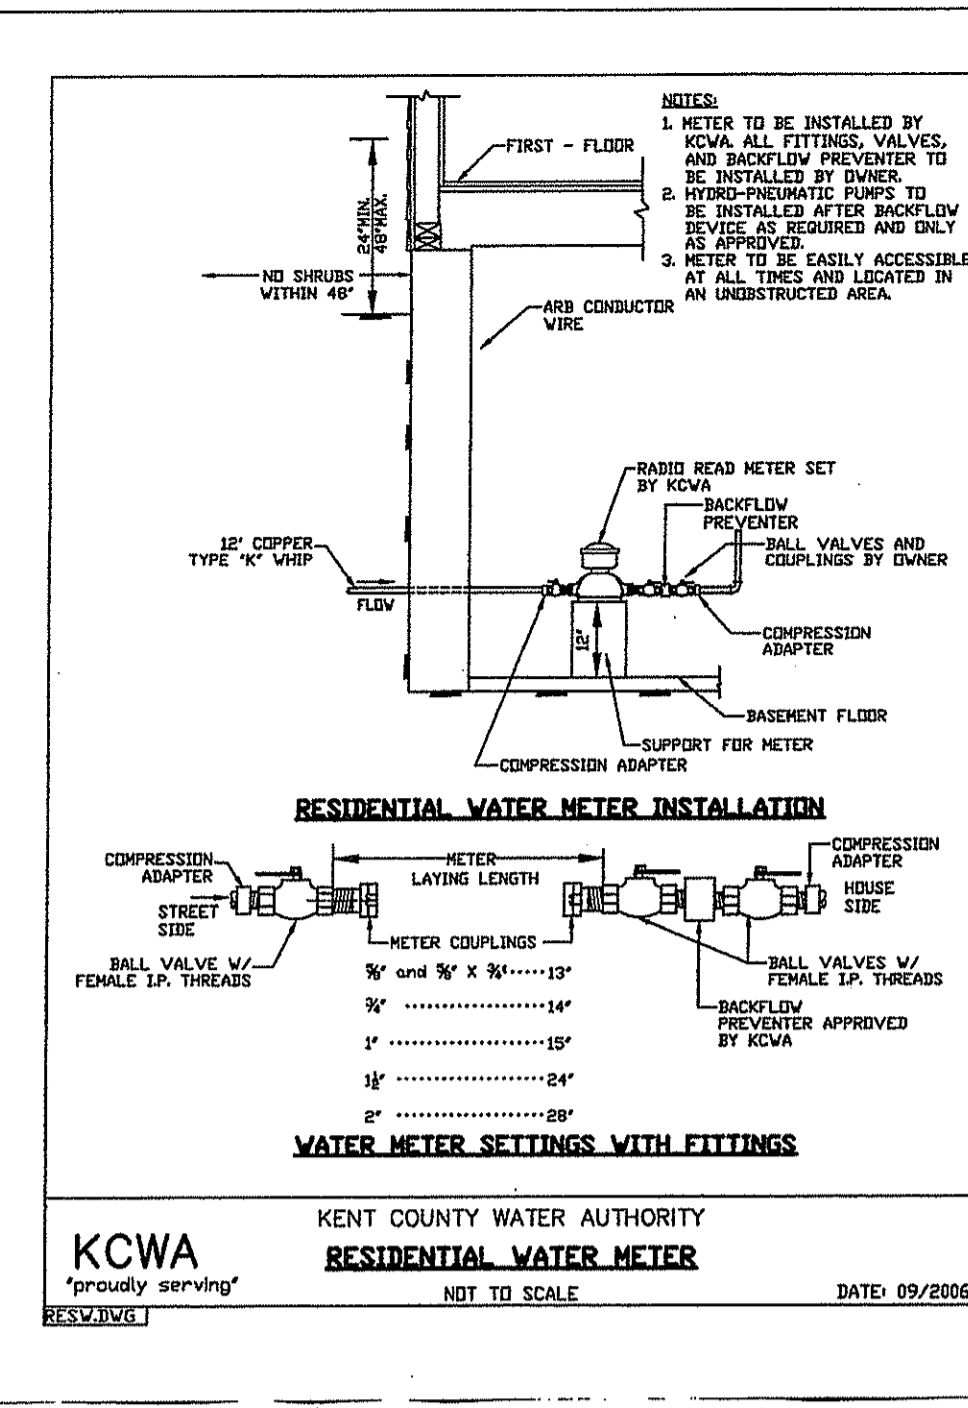 NOTES:
1. METER TO BE INSTALLED BY
KCWA. ALL FITTINGS, VALVES,
AND BACKFLOW PREVENTER TO
BE INSTALLED BY OWNER.
2. HYDRO-PNEUMATIC PUMPS TO
BE INSTALLED AFTER BACKFLOW
DEVICE AS REQUIRED AND ONLY
AS APPROVED.
3. METER TO BE EASILY ACCESSIBLE
AT ALL TIMES AND LOCATED IN
AN UNOBSTRUCTED AREA.
FIRST - FLOOR
24"MIN.
48"MAX.
NO SHRUBS
WITHIN 48"
ARB CONDUCTOR
WIRE
RADIO READ METER SET
BY KCWA
BACKFLOW
PREVENTER
12' COPPER
TYPE "K" WHIP
BALL VALVES AND
COUPLINGS BY OWNER
FLOW
12"
COMPRESSION
ADAPTER
BASEMENT FLOOR
SUPPORT FOR METER
COMPRESSION ADAPTER
RESIDENTIAL WATER METER INSTALLATION
COMPRESSION
ADAPTER
METER
LAYING LENGTH
COMPRESSION
ADAPTER
STREET
SIDE
HOUSE
SIDE
METER COUPLINGS
BALL VALVE W/
FEMALE I.P. THREADS
BALL VALVES W/
FEMALE I.P. THREADS
⅝" and ⅝" X ¾".....13"
¾" ..................14"
1" ....................15"
1½" ....................24"
2" ...................28"
BACKFLOW
PREVENTER APPROVED
BY KCWA
WATER METER SETTINGS WITH FITTINGS
KCWA
"proudly serving"
KENT COUNTY WATER AUTHORITY
RESIDENTIAL WATER METER
NOT TO SCALE
DATE: 09/2006
RESW.DWG